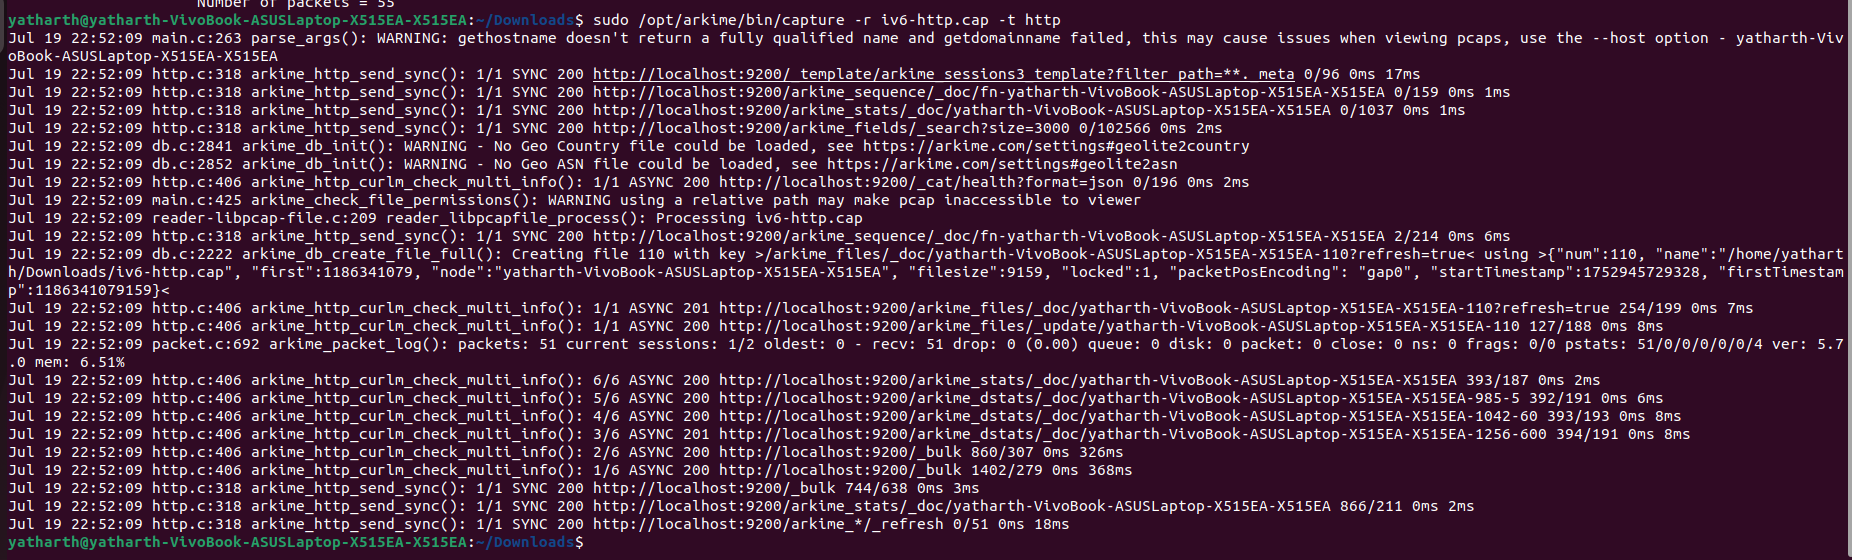 Number of packets = 55
yatharth@yatharth-VivoBook-ASUSLaptop-X515EA-X515EA:~/Downloads$ sudo /opt/arkime/bin/capture -r iv6-http.cap -t http
Jul 19 22:52:09 main.c:263 parse_args(): WARNING: gethostname doesn't return a fully qualified name and getdomainname failed, this may cause issues when viewing pcaps, use the --host option - yatharth-Viv
oBook-ASUSLaptop-X515EA-X515EA
Jul 19 22:52:09 http.c:318 arkime_http_send_sync(): 1/1 SYNC 200 http://localhost:9200/_template/arkime_sessions3_template?filter_path=**._meta 0/96 0ms 17ms
Jul 19 22:52:09 http.c:318 arkime_http_send_sync(): 1/1 SYNC 200 http://localhost:9200/arkime_sequence/_doc/fn-yatharth-VivoBook-ASUSLaptop-X515EA-X515EA 0/159 0ms 1ms
Jul 19 22:52:09 http.c:318 arkime_http_send_sync(): 1/1 SYNC 200 http://localhost:9200/arkime_stats/_doc/yatharth-VivoBook-ASUSLaptop-X515EA-X515EA 0/1037 0ms 1ms
Jul 19 22:52:09 http.c:318 arkime_http_send_sync(): 1/1 SYNC 200 http://localhost:9200/arkime_fields/_search?size=3000 0/102566 0ms 2ms
Jul 19 22:52:09 db.c:2841 arkime_db_init(): WARNING - No Geo Country file could be loaded, see https://arkime.com/settings#geolite2country
Jul 19 22:52:09 db.c:2852 arkime_db_init(): WARNING - No Geo ASN file could be loaded, see https://arkime.com/settings#geolite2asn
Jul 19 22:52:09 http.c:406 arkime_http_curlm_check_multi_info(): 1/1 ASYNC 200 http://localhost:9200/_cat/health?format=json 0/196 0ms 2ms
Jul 19 22:52:09 main.c:425 arkime_check_file_permissions(): WARNING using a relative path may make pcap inaccessible to viewer
Jul 19 22:52:09 reader-libpcap-file.c:209 reader_libpcapfile_process(): Processing iv6-http.cap
Jul 19 22:52:09 http.c:318 arkime_http_send_sync(): 1/1 SYNC 200 http://localhost:9200/arkime_sequence/_doc/fn-yatharth-VivoBook-ASUSLaptop-X515EA-X515EA 2/214 0ms 6ms
Jul 19 22:52:09 db.c:2222 arkime_db_create_file_full(): Creating file 110 with key >/arkime_files/_doc/yatharth-VivoBook-ASUSLaptop-X515EA-X515EA-110?refresh=true< using >{"num":110, "name":"/home/yathart
h/Downloads/iv6-http.cap", "first":1186341079, "node":"yatharth-VivoBook-ASUSLaptop-X515EA-X515EA", "filesize":9159, "locked":1, "packetPosEncoding": "gap0", "startTimestamp":1752945729328, "firstTimestam
p":1186341079159}<
Jul 19 22:52:09 http.c:406 arkime_http_curlm_check_multi_info(): 1/1 ASYNC 201 http://localhost:9200/arkime_files/_doc/yatharth-VivoBook-ASUSLaptop-X515EA-X515EA-110?refresh=true 254/199 0ms 7ms
Jul 19 22:52:09 http.c:406 arkime_http_curlm_check_multi_info(): 1/1 ASYNC 200 http://localhost:9200/arkime_files/_update/yatharth-VivoBook-ASUSLaptop-X515EA-X515EA-110 127/188 0ms 8ms
Jul 19 22:52:09 packet.c:692 arkime_packet_log(): packets: 51 current sessions: 1/2 oldest: 0 - recv: 51 drop: 0 (0.00) queue: 0 disk: 0 packet: 0 close: 0 ns: 0 frags: 0/0 pstats: 51/0/0/0/0/0/4 ver: 5.7
.0 mem: 6.51%
Jul 19 22:52:09 http.c:406 arkime_http_curlm_check_multi_info(): 6/6 ASYNC 200 http://localhost:9200/arkime_stats/_doc/yatharth-VivoBook-ASUSLaptop-X515EA-X515EA 393/187 0ms 2ms
Jul 19 22:52:09 http.c:406 arkime_http_curlm_check_multi_info(): 5/6 ASYNC 200 http://localhost:9200/arkime_dstats/_doc/yatharth-VivoBook-ASUSLaptop-X515EA-X515EA-985-5 392/191 0ms 6ms
Jul 19 22:52:09 http.c:406 arkime_http_curlm_check_multi_info(): 4/6 ASYNC 200 http://localhost:9200/arkime_dstats/_doc/yatharth-VivoBook-ASUSLaptop-X515EA-X515EA-1042-60 393/193 0ms 8ms
Jul 19 22:52:09 http.c:406 arkime_http_curlm_check_multi_info(): 3/6 ASYNC 201 http://localhost:9200/arkime_dstats/_doc/yatharth-VivoBook-ASUSLaptop-X515EA-X515EA-1256-600 394/191 0ms 8ms
Jul 19 22:52:09 http.c:406 arkime_http_curlm_check_multi_info(): 2/6 ASYNC 200 http://localhost:9200/_bulk 860/307 0ms 326ms
Jul 19 22:52:09 http.c:406 arkime_http_curlm_check_multi_info(): 1/6 ASYNC 200 http://localhost:9200/_bulk 1402/279 0ms 368ms
Jul 19 22:52:09 http.c:318 arkime_http_send_sync(): 1/1 SYNC 200 http://localhost:9200/_bulk 744/638 0ms 3ms
Jul 19 22:52:09 http.c:318 arkime_http_send_sync(): 1/1 SYNC 200 http://localhost:9200/arkime_stats/_doc/yatharth-VivoBook-ASUSLaptop-X515EA-X515EA 866/211 0ms 2ms
Jul 19 22:52:09 http.c:318 arkime_http_send_sync(): 1/1 SYNC 200 http://localhost:9200/arkime_*/_refresh 0/51 0ms 18ms
yatharth@yatharth-VivoBook-ASUSLaptop-X515EA-X515EA:~/Downloads$